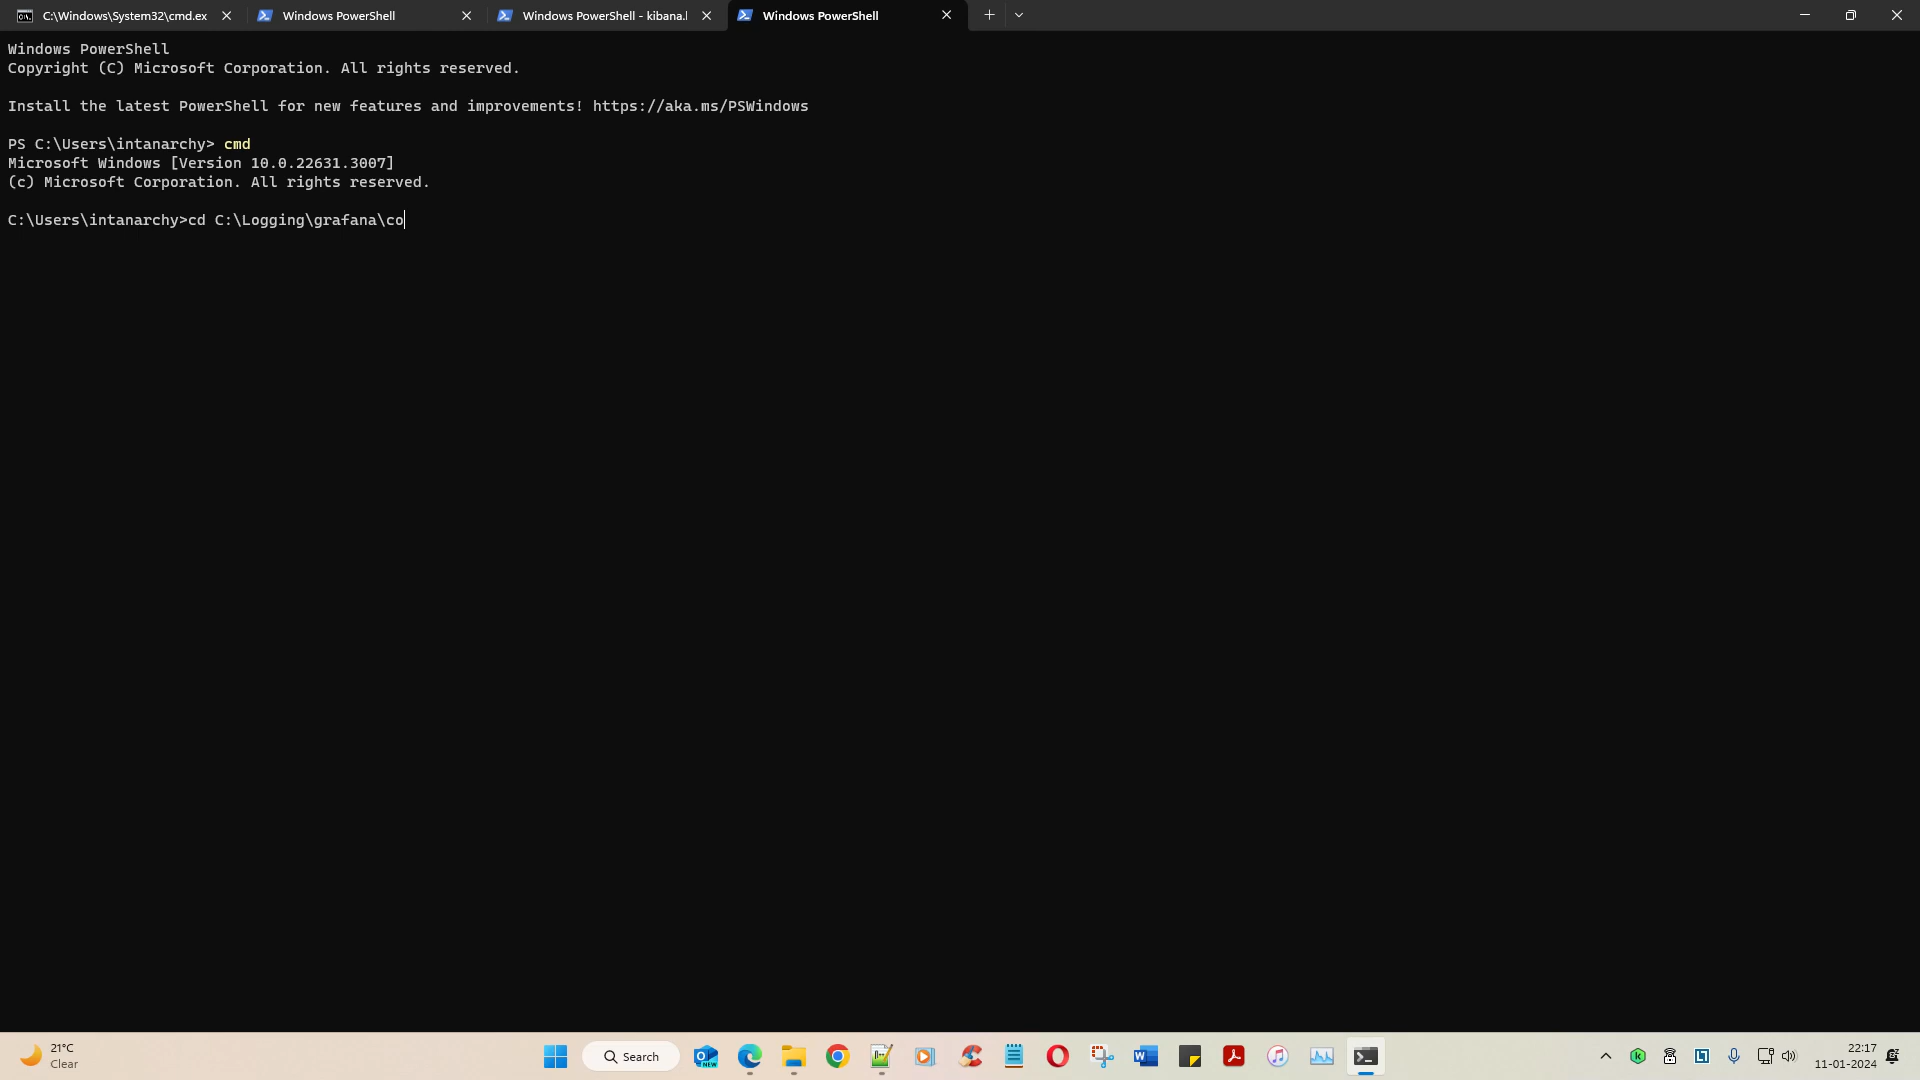 C:\Windows\System32\cmd.ex
Windows PowerShell
Windows PowerShell - kibana.l
Windows PowerShell
Windows PowerShell
Copyright (C) Microsoft Corporation. All rights reserved.
Install the latest PowerShell for new features and improvements! https://aka.ms/PSWindows
PS C:\Users\intanarchy> cmd
Microsoft Windows [Version 10.0.22631.3007]
(c) Microsoft Corporation. All rights reserved.
C:\Users\intanarchy>cd C:\Logging\grafana\co
21°C
Clear
Search
NEW
22:17
11-01-2024